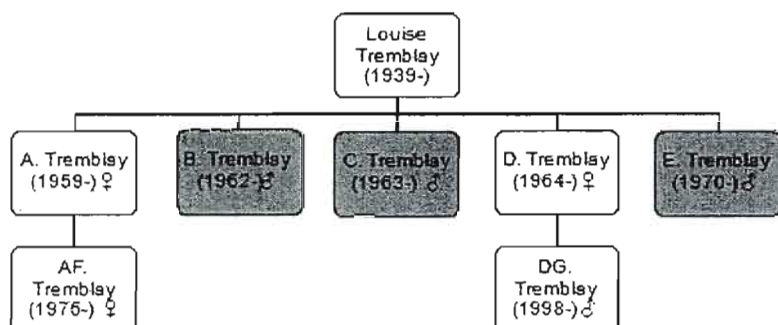 Louise
Tremblay
(1939-)
A. Tremblay
(1959-) ♀
B. Tremblay
(1962-) ♂
C. Tremblay
(1963-) ♂
D. Tremblay
(1964-) ♀
E. Tremblay
(1970-) ♂
AF.
Tremblay
(1975-) ♀
DG.
Tremblay
(1998-) ♂